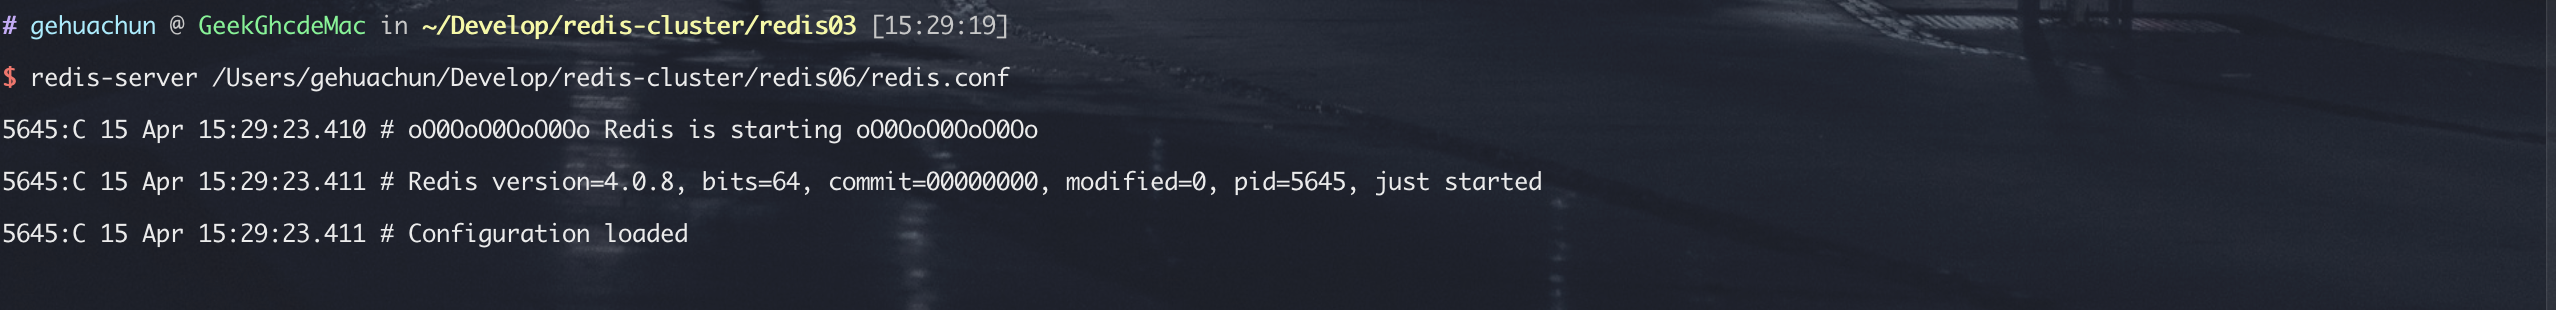 # gehuachun @ GeekGhcdeMac in ~/Develop/redis-cluster/redis03 [15:29:19]
$ redis-server /Users/gehuachun/Develop/redis-cluster/redis06/redis.conf
5645:C 15 Apr 15:29:23.410 # oO0OoO0OoO0Oo Redis is starting oO0OoO0OoO0Oo
5645:C 15 Apr 15:29:23.411 # Redis version=4.0.8, bits=64, commit=00000000, modified=0, pid=5645, just started
5645:C 15 Apr 15:29:23.411 # Configuration loaded